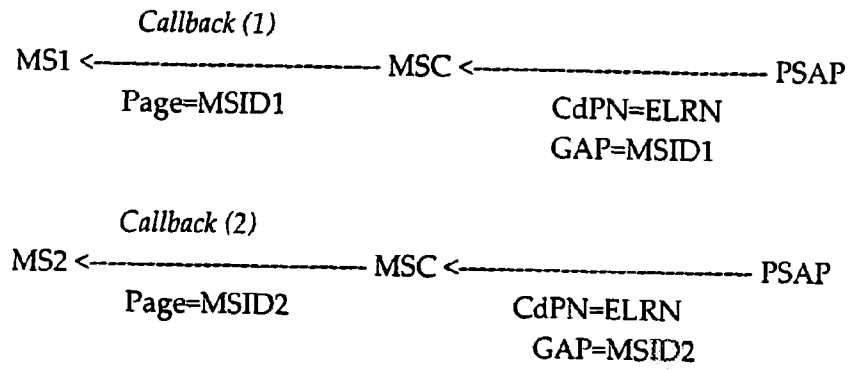 Callback (1)
MS1 <---------------------------- MSC <---------------------------- PSAP
Page=MSID1 CdPN=ELRN
GAP=MSID1
Callback (2)
MS2 <---------------------------- MSC <---------------------------- PSAP
Page=MSID2 CdPN=ELRN
GAP=MSID2